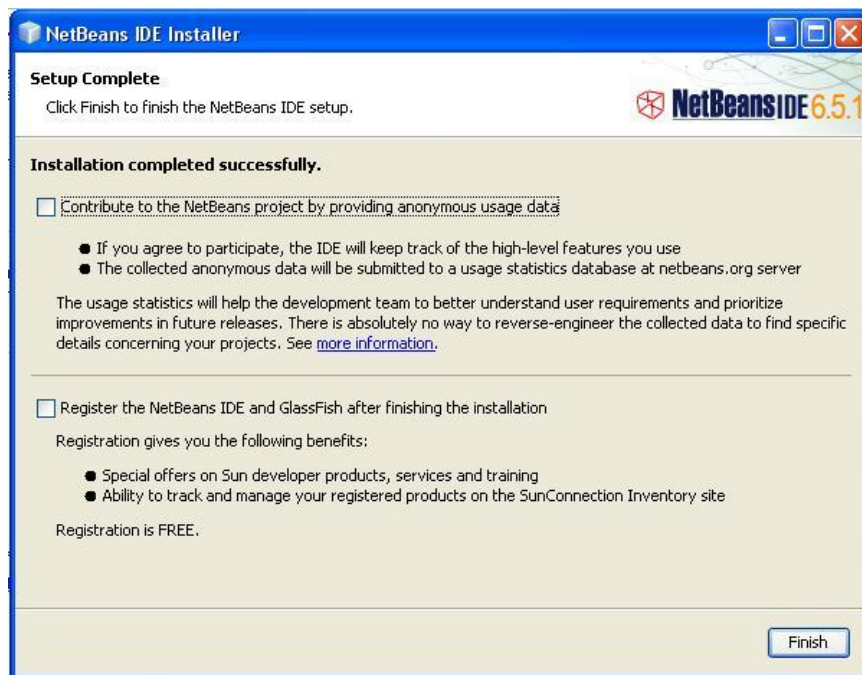 NetBeans IDE Installer
Setup Complete
Click Finish to finish the NetBeans IDE setup.
NetBeans IDE 6.5.1
Installation completed successfully.
Contribute to the NetBeans project by providing anonymous usage data
If you agree to participate, the IDE will keep track of the high-level features you use
The collected anonymous data will be submitted to a usage statistics database at netbeans.org server
The usage statistics will help the development team to better understand user requirements and prioritize
improvements in future releases. There is absolutely no way to reverse-engineer the collected data to find specific
details concerning your projects. See more information.
Register the NetBeans IDE and GlassFish after finishing the installation
Registration gives you the following benefits:
Special offers on Sun developer products, services and training
Ability to track and manage your registered products on the SunConnection Inventory site
Registration is FREE.
Finish